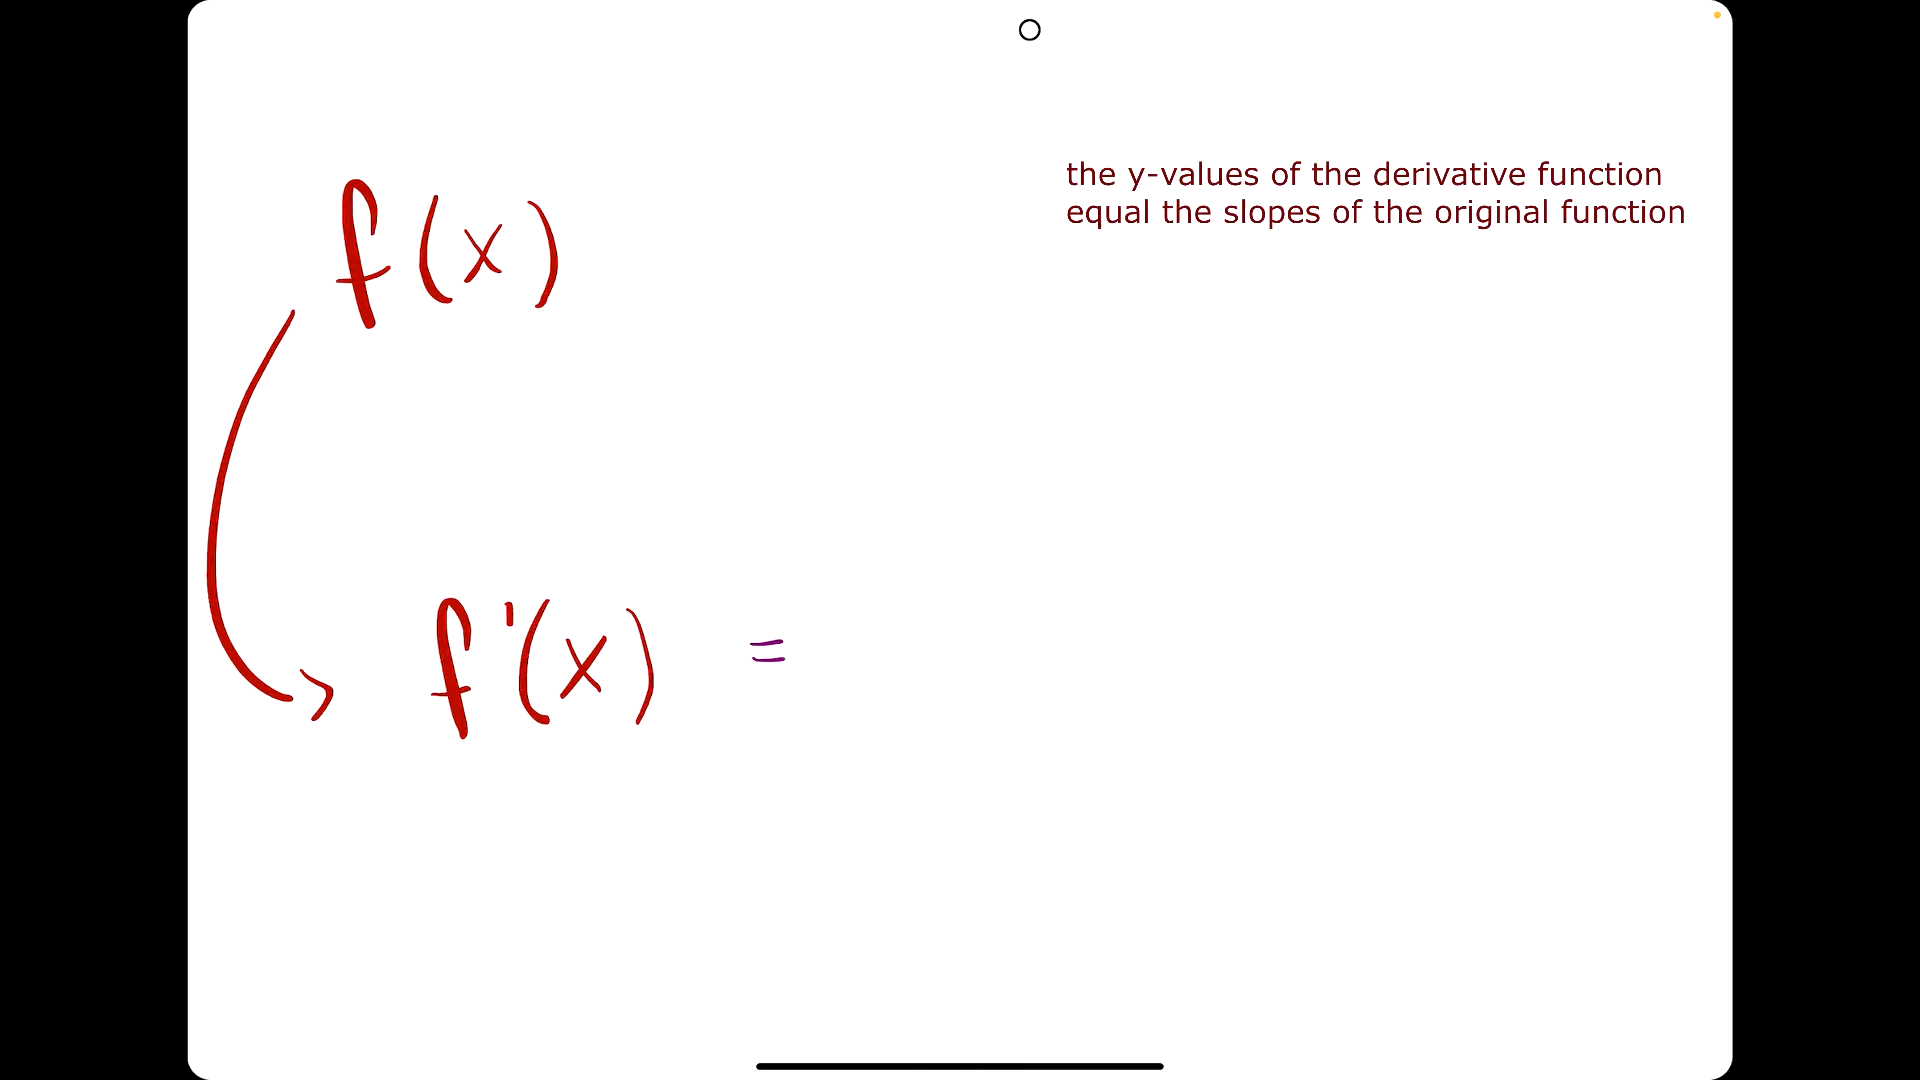 f(x)
the y-values of the derivative function
equal the slopes of the original function
f'(x) =